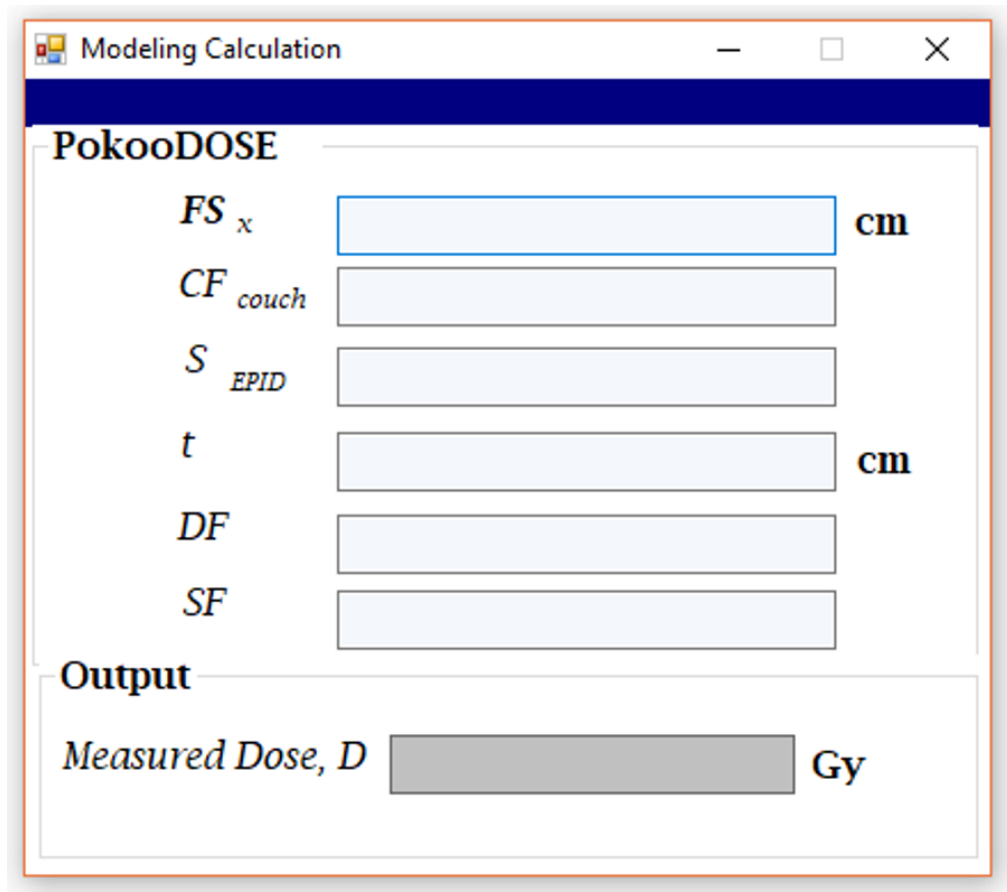 Modeling Calculation
PokooDOSE
FS x cm
CF couch
S EPID
t cm
DF
SF
Output
Measured Dose, D Gy